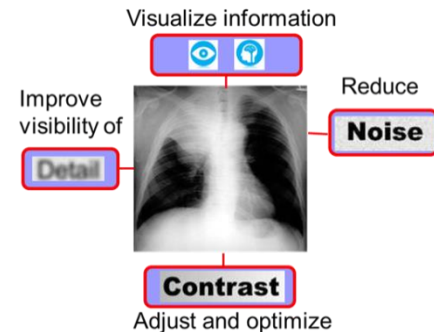 Visualize information
Improve
visibility of
Detail
Reduce
Noise
Contrast
Adjust and optimize